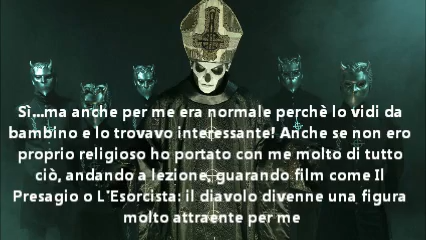 Sì...ma anche per me era normale perchè lo vidi da
bambino e lo trovavo interessante! Anche se non ero
proprio religioso ho portato con me molto di tutto
ciò, andando a lezione, guarando film come Il
Presagio o L'Esorcista: il diavolo divenne una figura
molto attraente per me